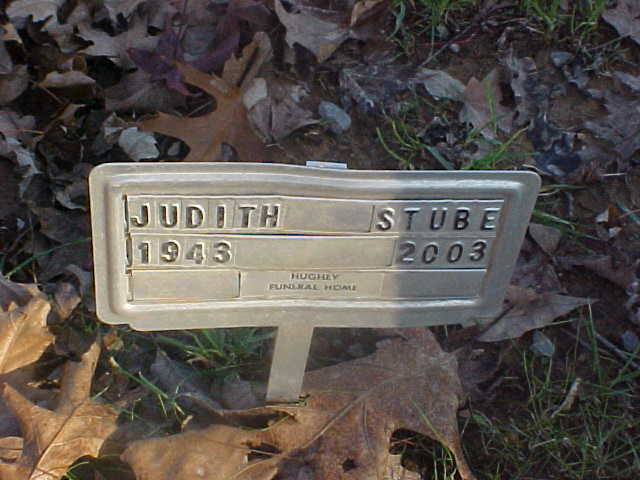 JUDITH STUBE
1943 2003
HUGHEY
FUNERAL HOME